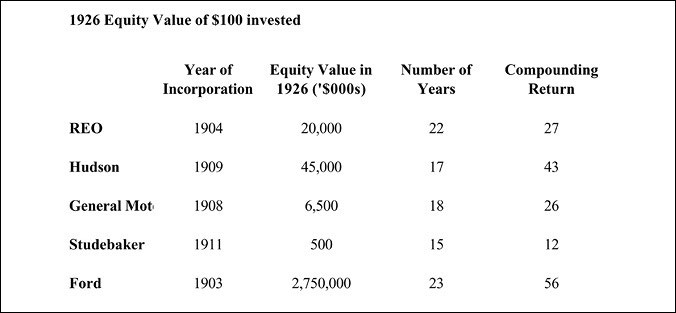 1926 Equity Value of $100 invested
Year of Incorporation Equity Value in 1926 ('$000s) Number of Years Compounding Return
REO 1904 20,000 22 27
Hudson 1909 45,000 17 43
General Mot 1908 6,500 18 26
Studebaker 1911 500 15 12
Ford 1903 2,750,000 23 56